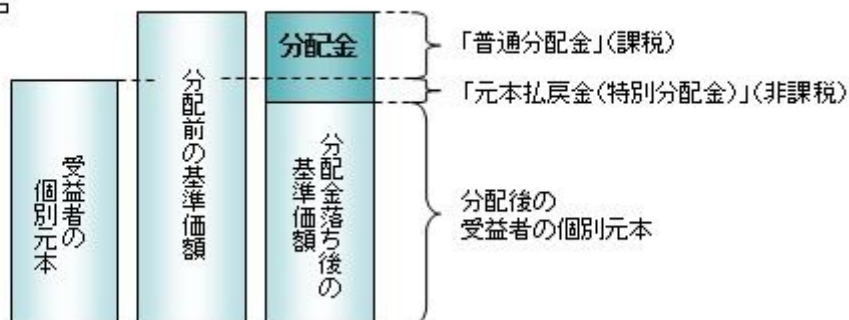 受益者の
個別元本
分配前の基準価額
分配金
分配金落ち後の
基準価額
「普通分配金」(課税)
「元本払戻金(特別分配金)」(非課税)
分配後の
受益者の個別元本